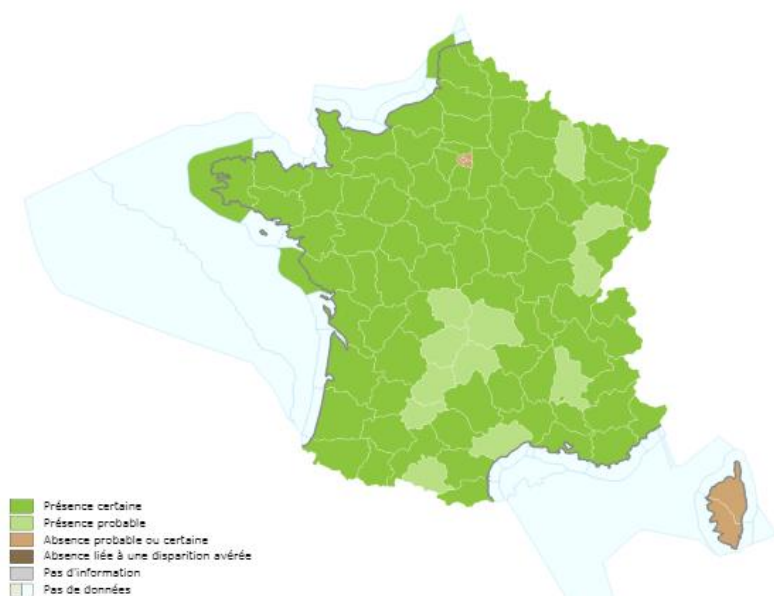 Présence certaine
Présence probable
Absence probable ou certaine
Absence liée à une disparition avérée
Pas d'information
Pas de données